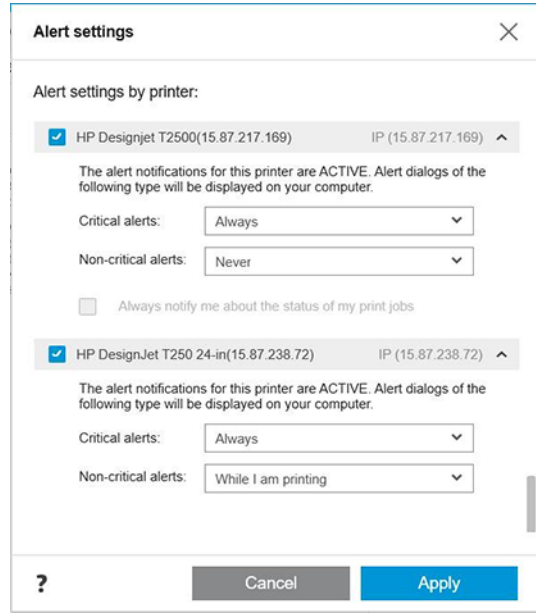 Alert settings
Alert settings by printer:
HP Designjet T2500(15.87.217.169) IP (15.87.217.169)
The alert notifications for this printer are ACTIVE. Alert dialogs of the
following type will be displayed on your computer.
Critical alerts: Always
Non-critical alerts: Never
Always notify me about the status of my print jobs
HP DesignJet T250 24-in(15.87.238.72) IP (15.87.238.72)
The alert notifications for this printer are ACTIVE. Alert dialogs of the
following type will be displayed on your computer.
Critical alerts: Always
Non-critical alerts: While I am printing
? Cancel Apply